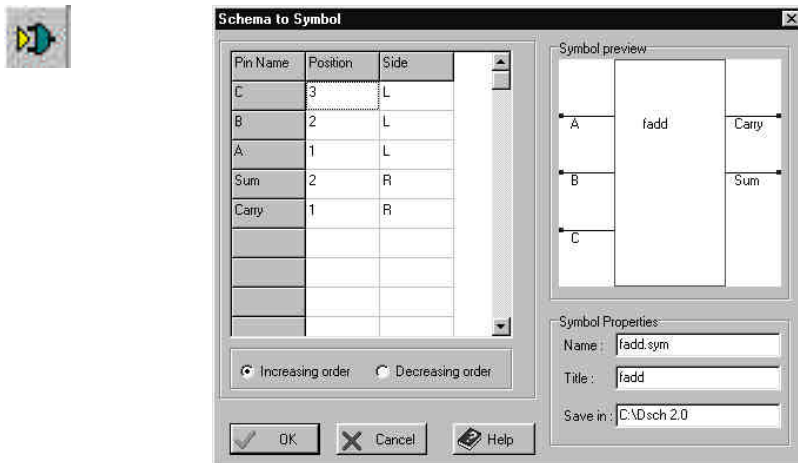 Schema to Symbol
Pin Name Position Side
C 3 L
B 2 L
A 1 L
Sum 2 R
Carry 1 R
Increasing order Decreasing order
OK Cancel Help
Symbol preview
A fadd Carry
B Sum
C
Symbol Properties
Name : fadd.sym
Title : fadd
Save in : C:\Dsch 2.0